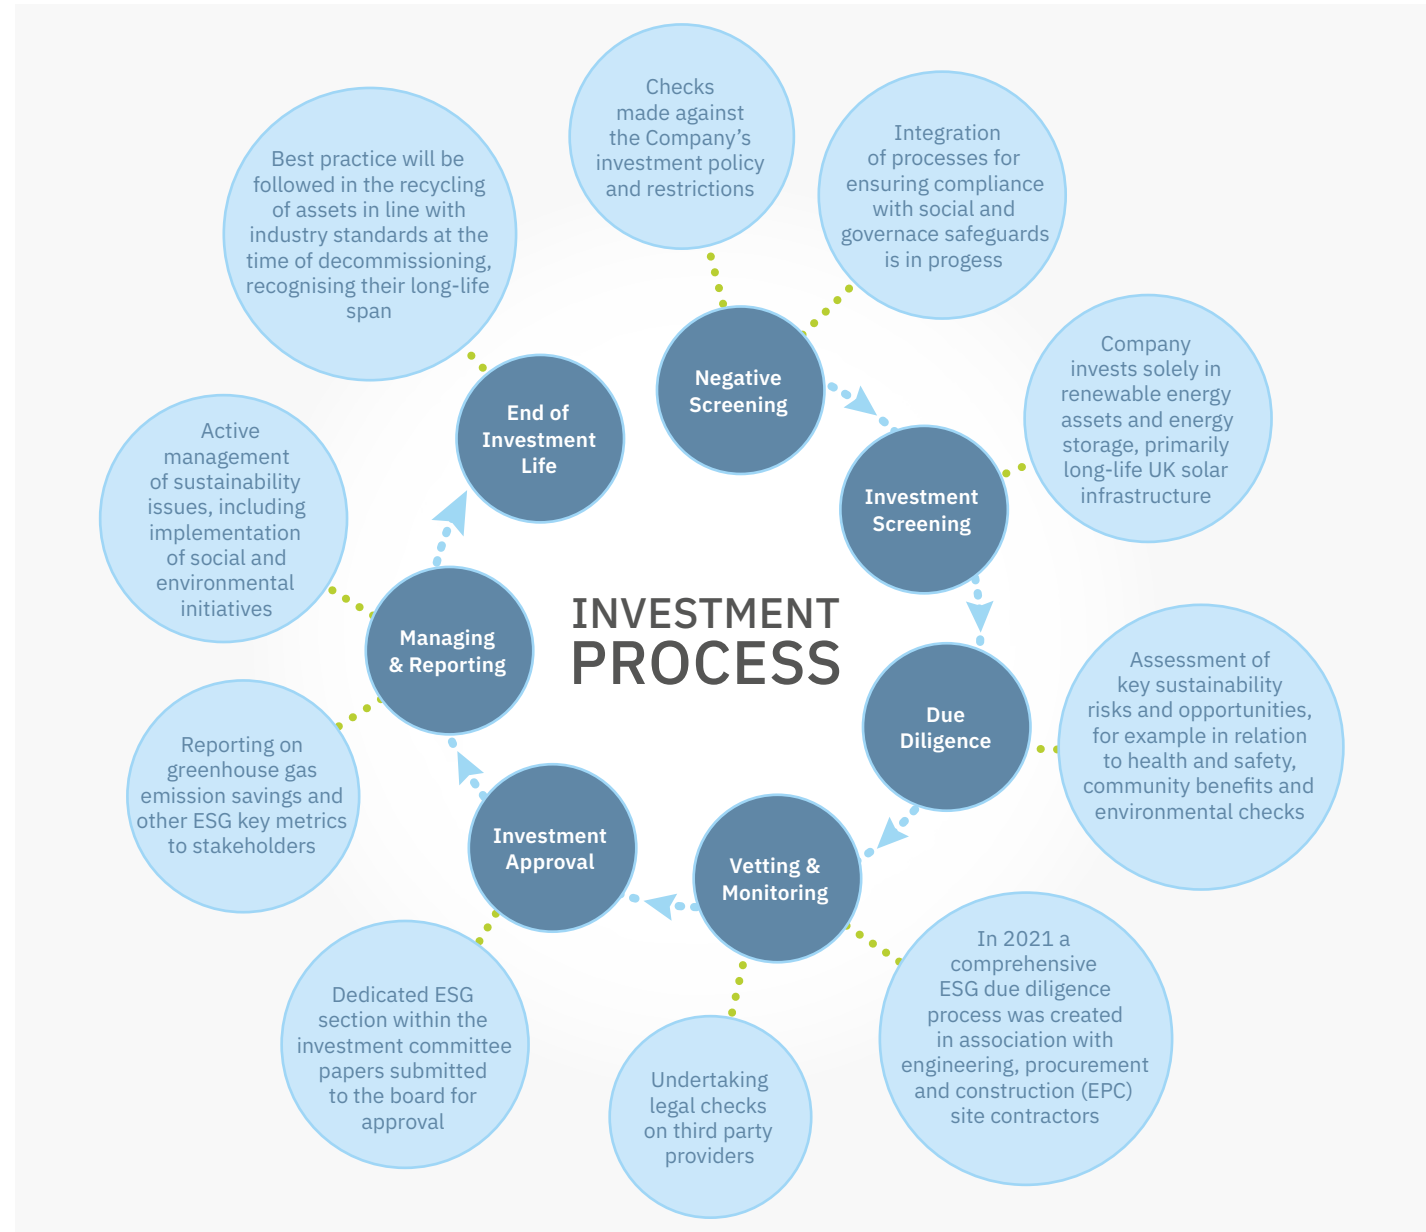 Checks
made against
the Company’s
investment policy
and restrictions
Integration
of processes for
ensuring compliance
with social and
governace safeguards
is in progess
Best practice will be
followed in the recycling
of assets in line with
industry standards at the
time of decommissioning,
recognising their long-life
span
Negative
Screening
Company
invests solely in
renewable energy
assets and energy
storage, primarily
long-life UK solar
infrastructure
End of
Investment
Life
Active
management
of sustainability
issues, including
implementation
of social and
environmental
initiatives
Investment
Screening
INVESTMENT
PROCESS
Managing
& Reporting
Due
Diligence
Assessment of
key sustainability
risks and opportunities,
for example in relation
to health and safety,
community benefits and
environmental checks
Reporting on
greenhouse gas
emission savings and
other ESG key metrics
to stakeholders
Investment
Approval
Vetting &
Monitoring
In 2021 a
comprehensive
ESG due diligence
process was created
in association with
engineering, procurement
and construction (EPC)
site contractors
Dedicated ESG
section within the
investment committee
papers submitted
to the board for
approval
Undertaking
legal checks
on third party
providers